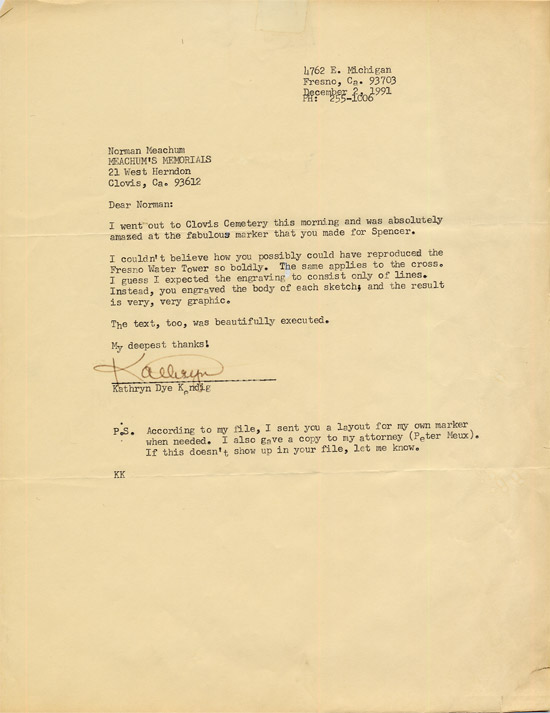 4762 E. Michigan
Fresno, Ca. 93703
December 2, 1991
PH: 255-1006
Norman Meachum
MEACHUM'S MEMORIALS
21 West Herndon
Clovis, Ca. 93612
Dear Norman:
I went out to Clovis Cemetery this morning and was absolutely
amazed at the fabulous marker that you made for Spencer.
I couldn't believe how you possibly could have reproduced the
Fresno Water Tower so boldly. The same applies to the cross.
I guess I expected the engraving to consist only of lines.
Instead, you engraved the body of each sketch; and the result
is very, very graphic.
The text, too, was beautifully executed.
My deepest thanks!
Kathryn
Kathryn Dye Kendig
P.S. According to my file, I sent you a layout for my own marker
when needed. I also gave a copy to my attorney (Peter Meux).
If this doesn't show up in your file, let me know.
KK